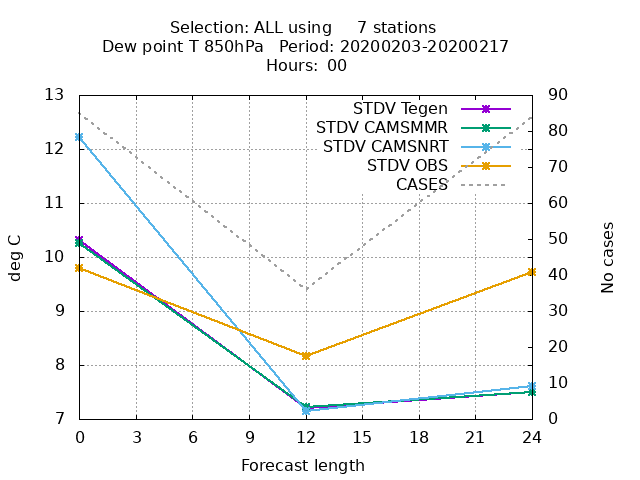 Selection: ALL using 7 stations
Dew point T 850hPa Period: 20200203-20200217
Hours: 00
13
12
11
10
9
8
7
90
80
70
60
50
40
30
20
10
0
STDV Tegen
STDV CAMSMMR
STDV CAMSNRT
STDV OBS
CASES
deg C
No cases
0 3 6 9 12 15 18 21 24
Forecast length